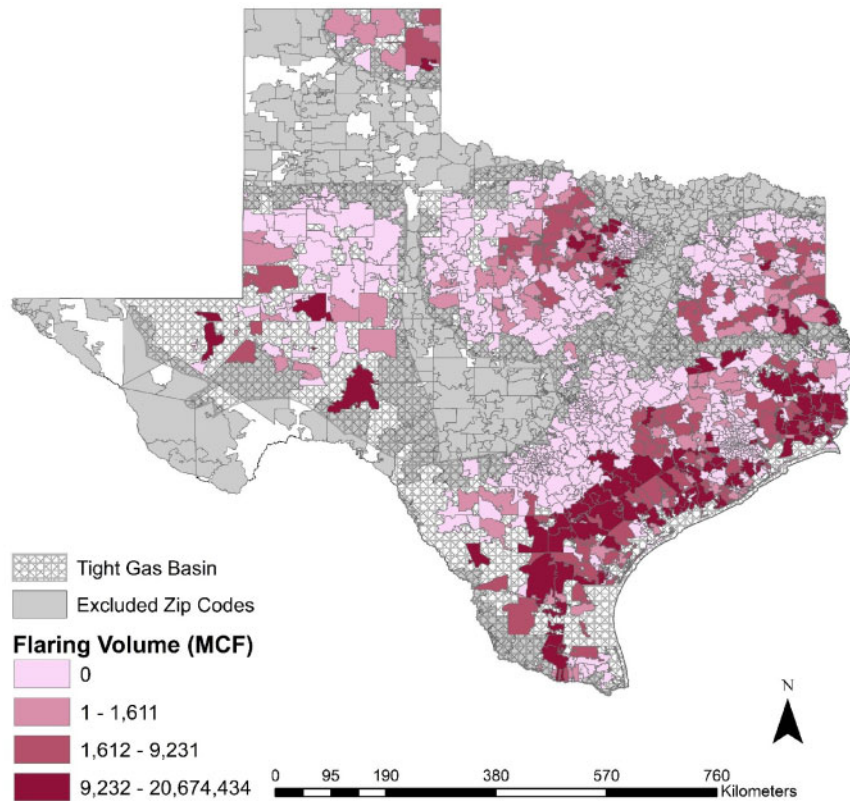 Tight Gas Basin
Excluded Zip Codes
Flaring Volume (MCF)
0
1 - 1,611
1,612 - 9,231
9,232 - 20,674,434
N
0 95 190 380 570 760
Kilometers